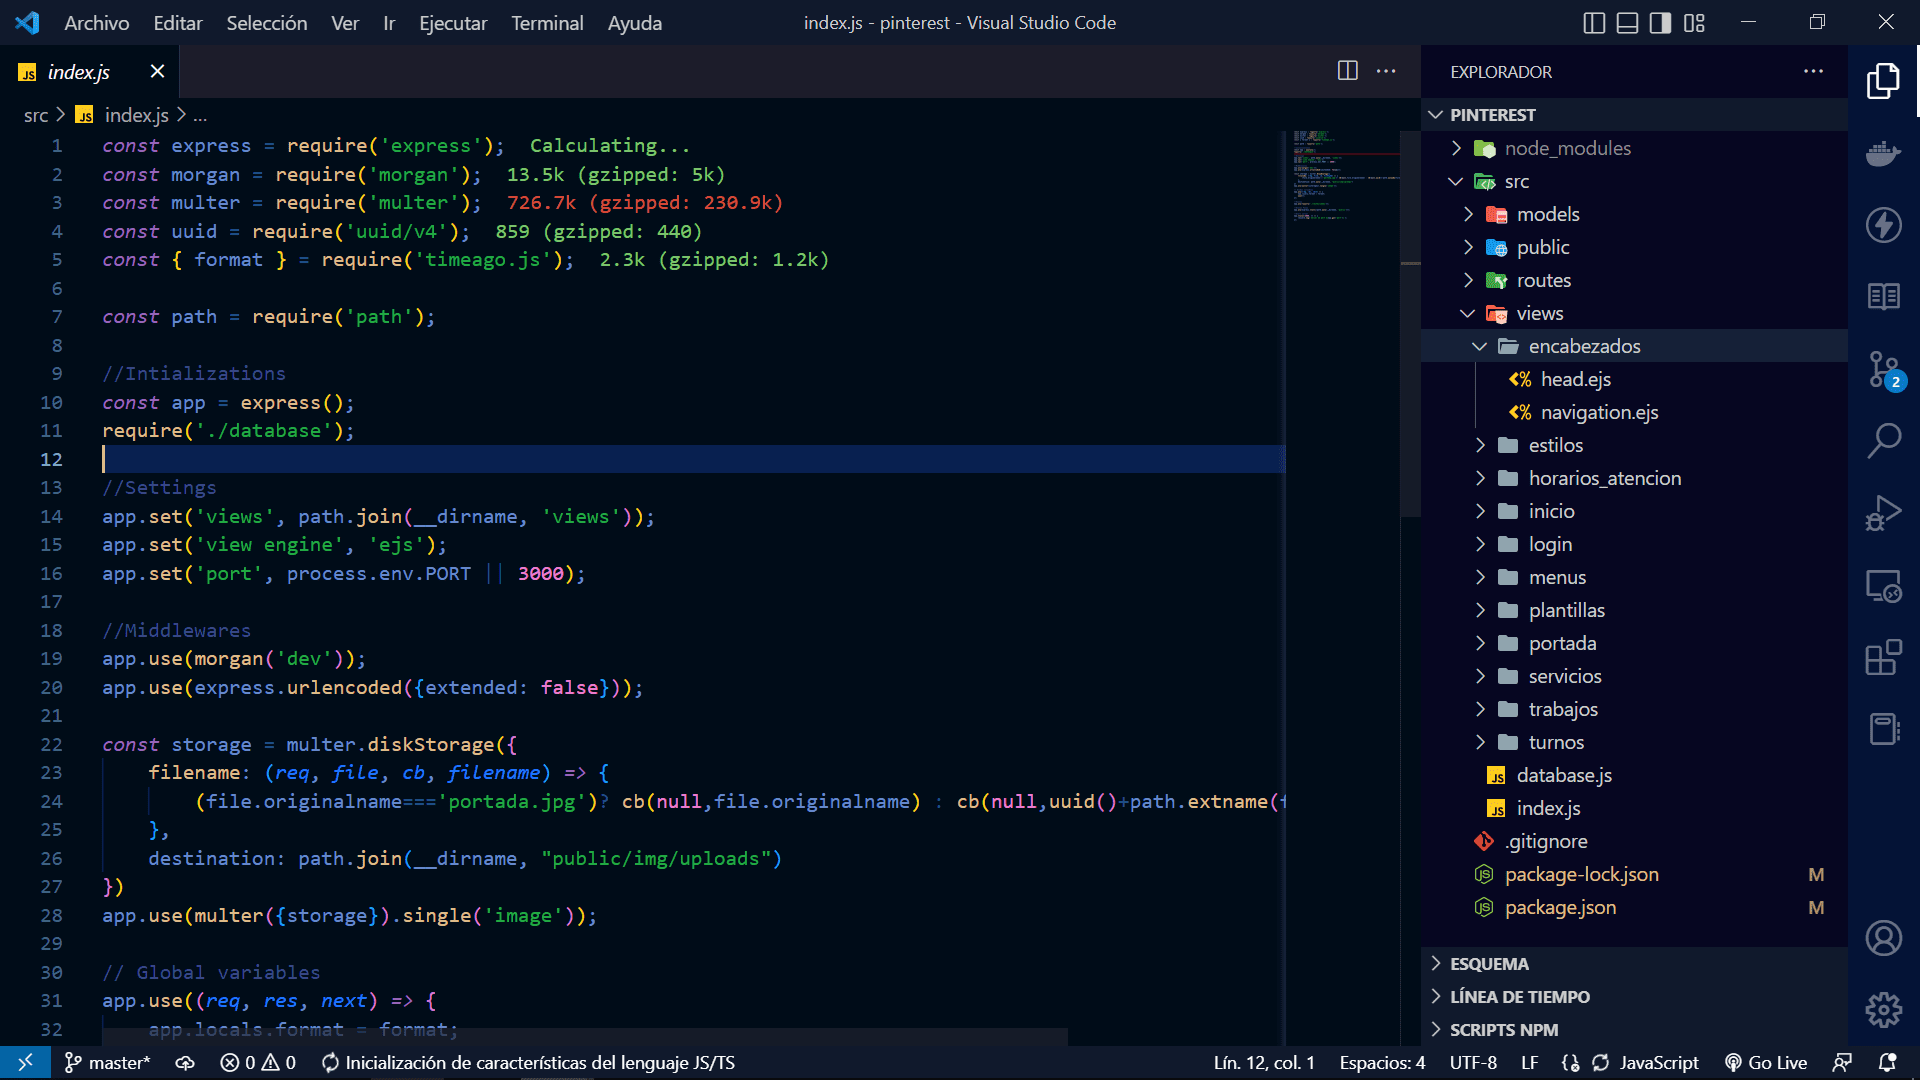 Archivo Editar Selección Ver Ir Ejecutar Terminal Ayuda
index.js - pinterest - Visual Studio Code
JS index.js
src > JS index.js > ...
1 const express = require('express'); Calculating...
2 const morgan = require('morgan'); 13.5k (gzipped: 5k)
3 const multer = require('multer'); 726.7k (gzipped: 230.9k)
4 const uuid = require('uuid/v4'); 859 (gzipped: 440)
5 const { format } = require('timeago.js'); 2.3k (gzipped: 1.2k)
6
7 const path = require('path');
8
9 //Intializations
10 const app = express();
11 require('./database');
12
13 //Settings
14 app.set('views', path.join(__dirname, 'views'));
15 app.set('view engine', 'ejs');
16 app.set('port', process.env.PORT || 3000);
17
18 //Middlewares
19 app.use(morgan('dev'));
20 app.use(express.urlencoded({extended: false}));
21
22 const storage = multer.diskStorage({
23 filename: (req, file, cb, filename) => {
24 (file.originalname==='portada.jpg')? cb(null,file.originalname) : cb(null,uuid()+path.extname(f
25 },
26 destination: path.join(__dirname, "public/img/uploads")
27 })
28 app.use(multer({storage}).single('image'));
29
30 // Global variables
31 app.use((req, res, next) => {
32 app.locals.format = format;
EXPLORADOR
PINTEREST
node_modules
src
models
public
routes
views
encabezados
<% head.ejs
<% navigation.ejs
estilos
horarios_atencion
inicio
login
menus
plantillas
portada
servicios
trabajos
turnos
JS database.js
JS index.js
.gitignore
package-lock.json M
package.json M
ESQUEMA
LÍNEA DE TIEMPO
SCRIPTS NPM
2
master* 0 0 Inicialización de características del lenguaje JS/TS
Lín. 12, col. 1 Espacios: 4 UTF-8 LF JavaScript Go Live